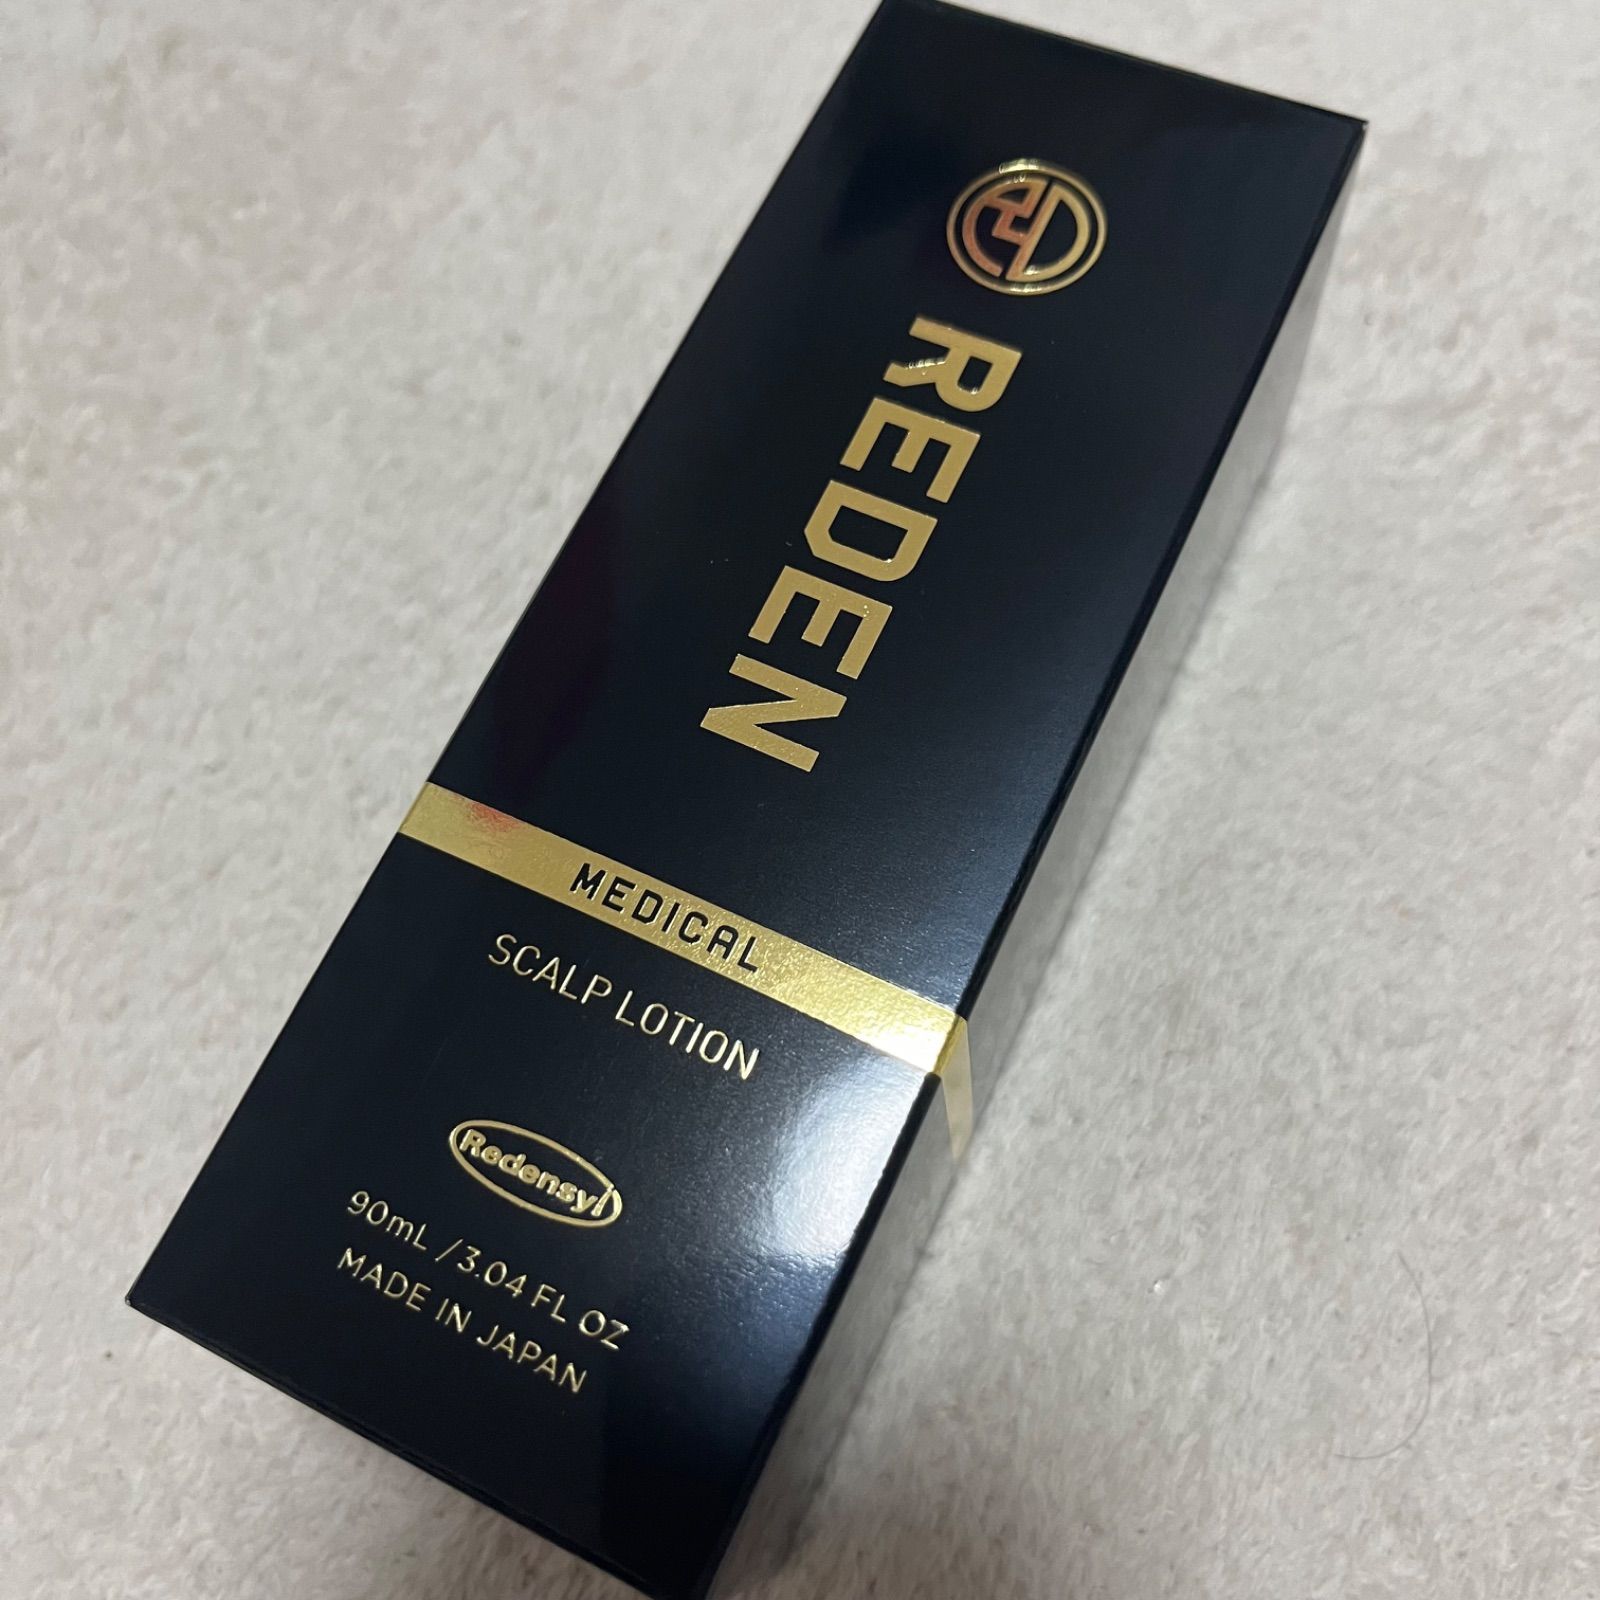 REDEN
MEDICAL
SCALP LOTION
Redensyl
90mL /3.04 FL OZ
MADE IN JAPAN